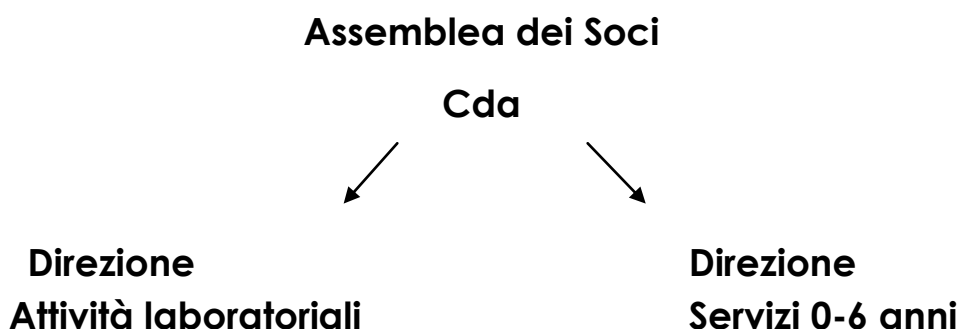 Assemblea dei Soci
Cda
Direzione
Direzione
Attività laboratoriali
Servizi 0-6 anni